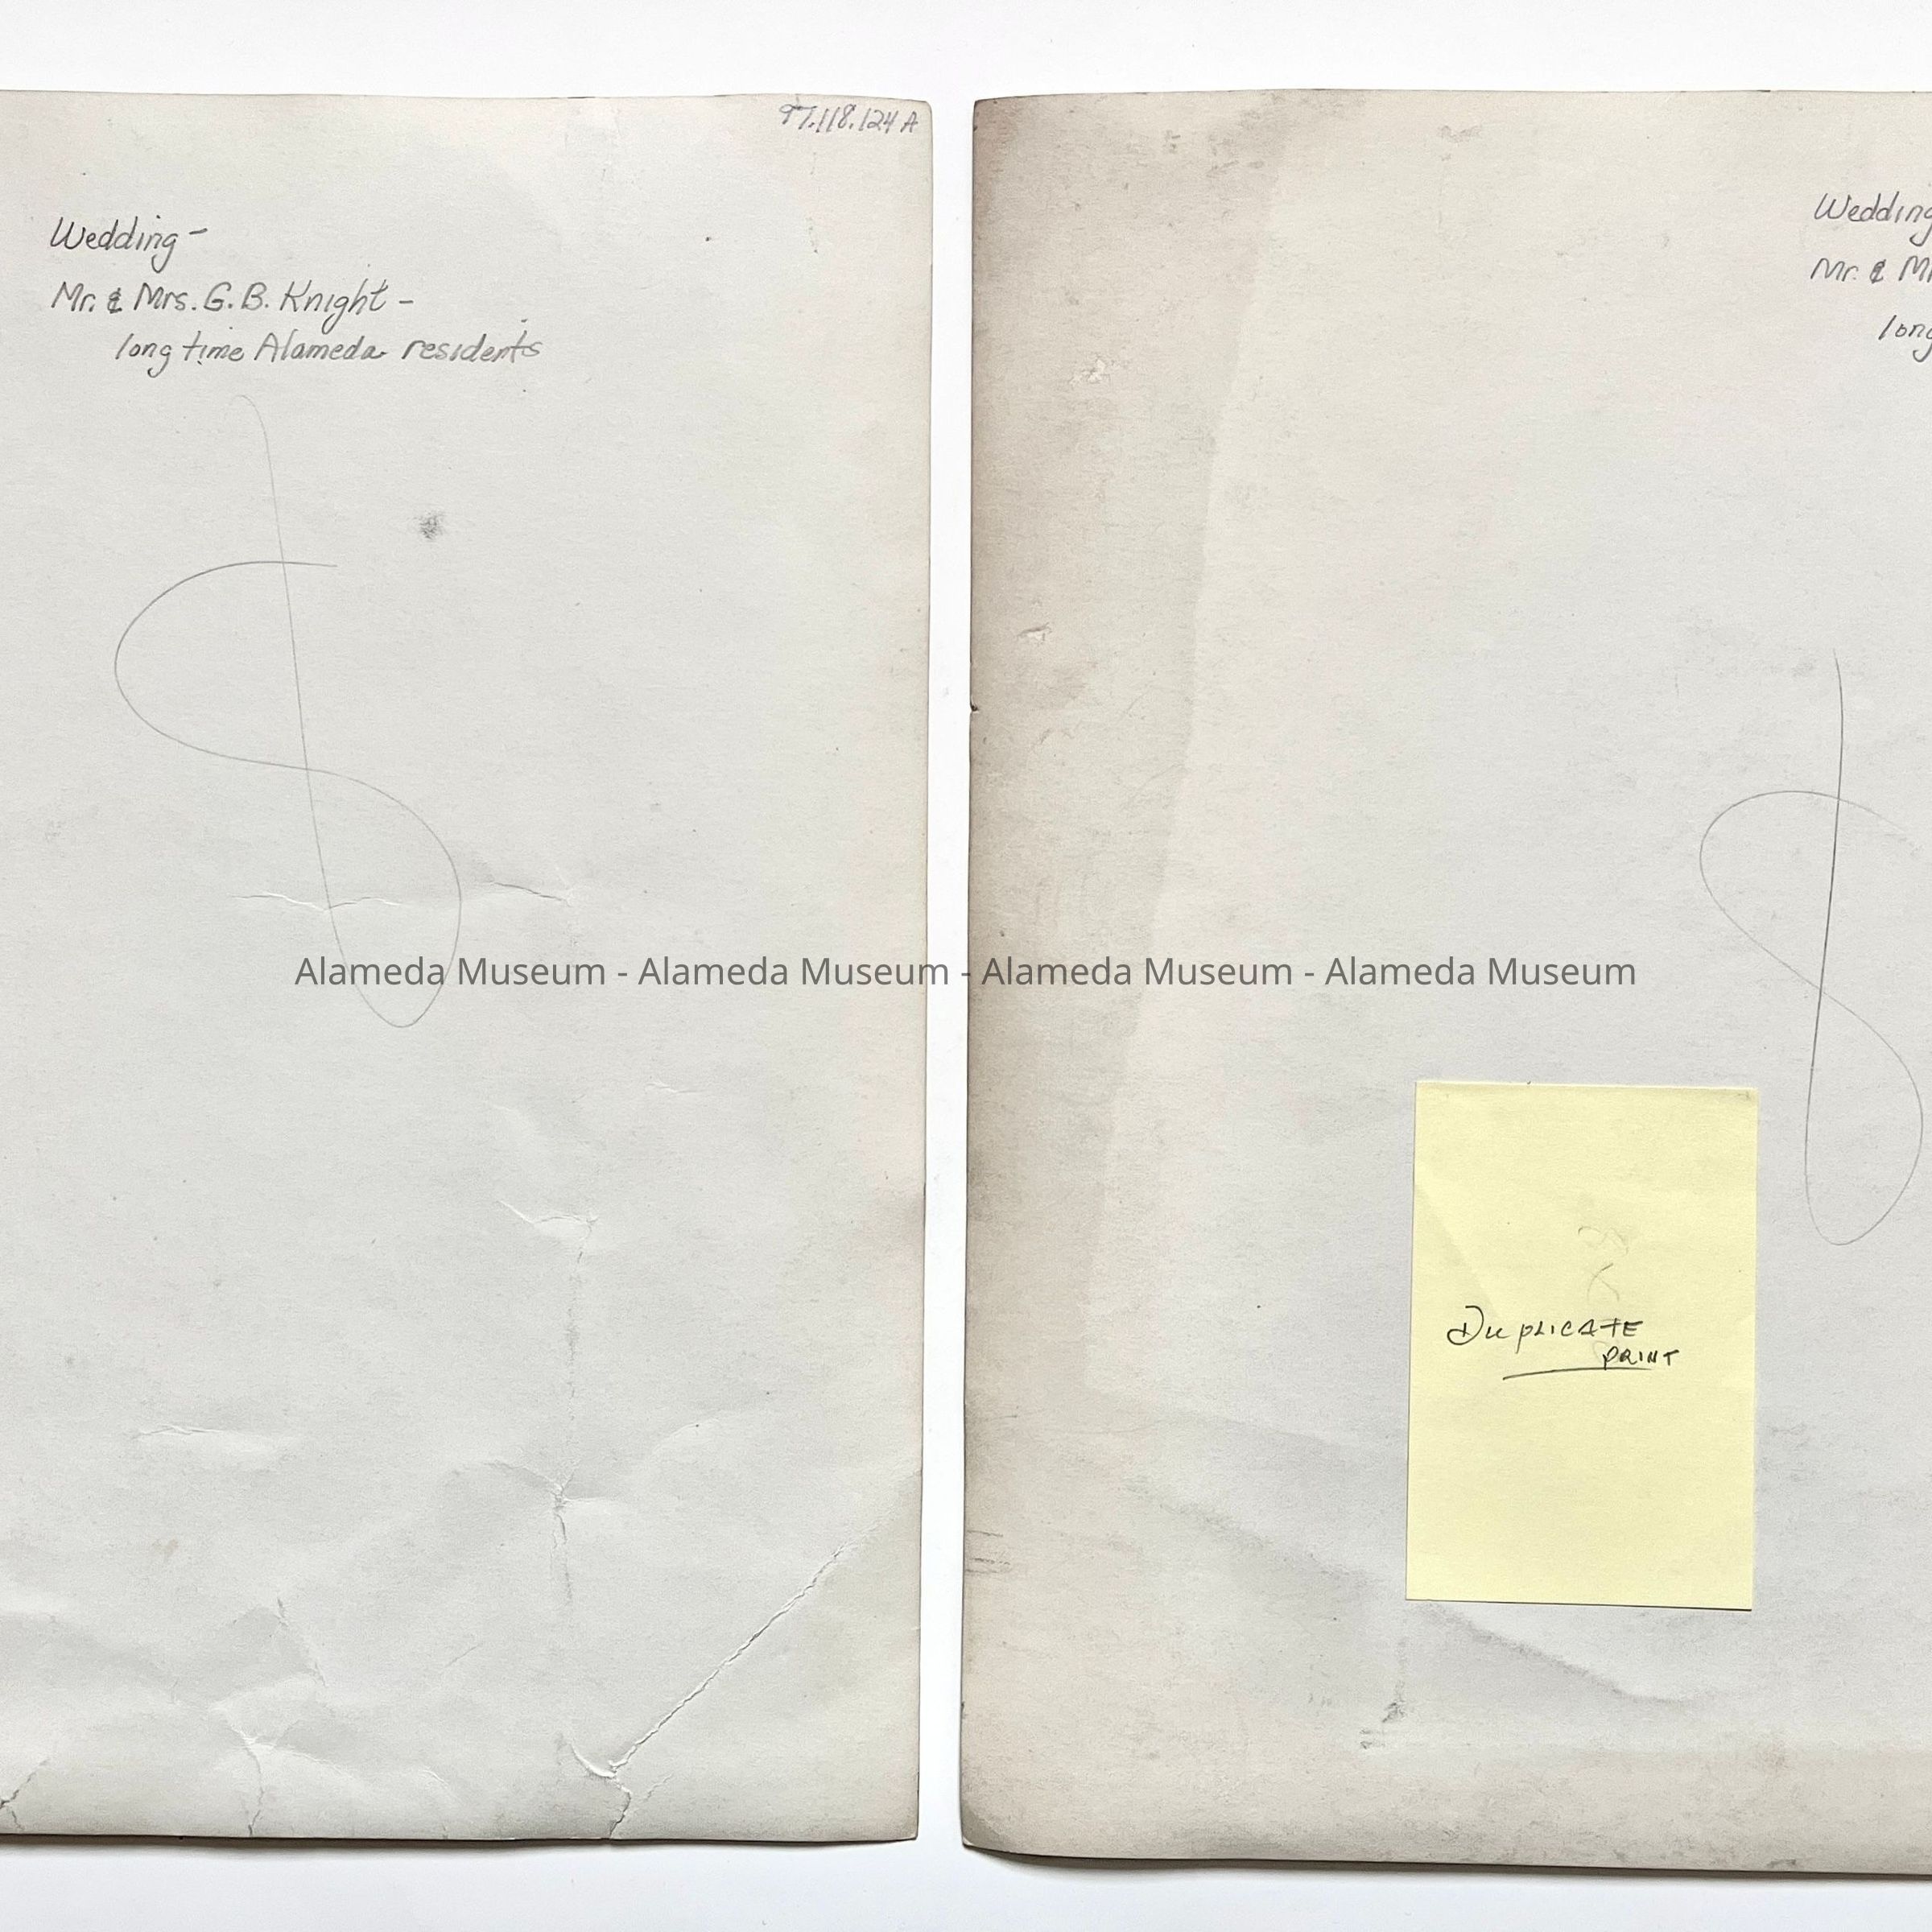 97.118.124 A
Wedding -
Mr. & Mrs. G. B. Knight -
long time Alameda residents
Wedding
Mr. &
long
Alameda Museum - Alameda Museum - Alameda Museum - Alameda Museum
Duplicate
PRINT